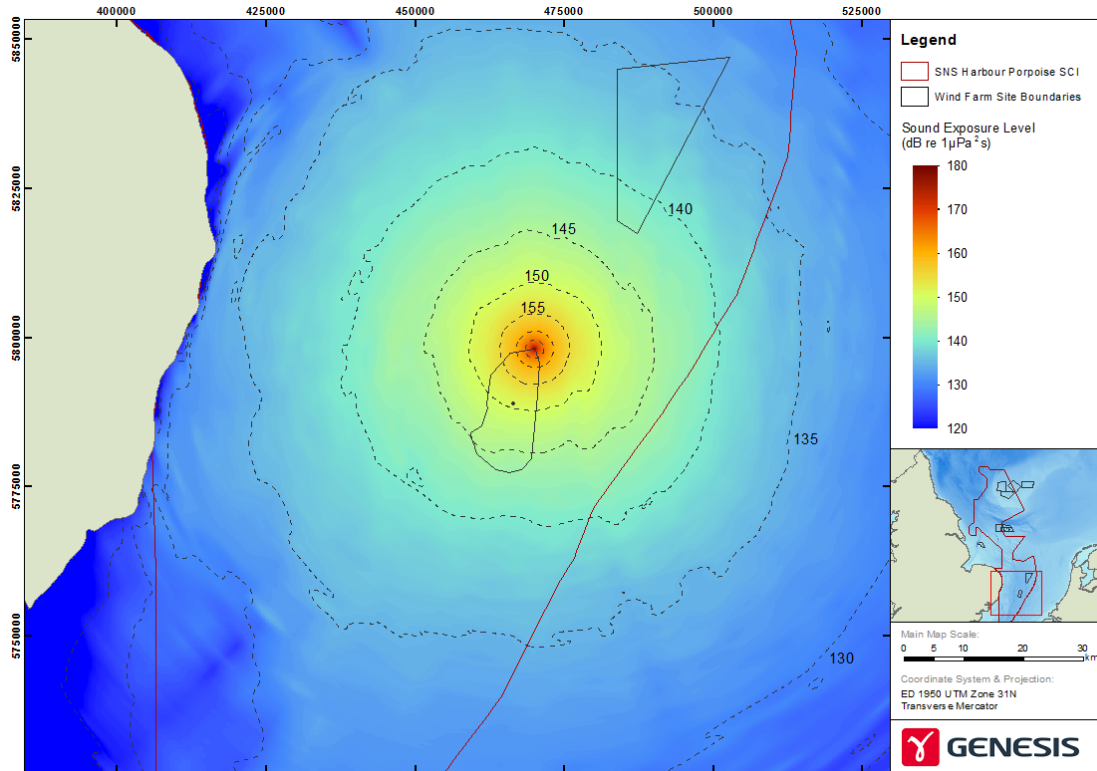 400000
425000
450000
475000
500000
525000
5850000
5825000
5800000
5775000
5750000
140
145
150
155
135
130
Legend
SNS Harbour Porpoise SCI
Wind Farm Site Boundaries
Sound Exposure Level
(dB re 1µPa²s)
180
170
160
150
140
130
120
Main Map Scale:
0 5 10 20 30
km
Coordinate System & Projection:
ED 1950 UTM Zone 31N
Transverse Mercator
GENESIS